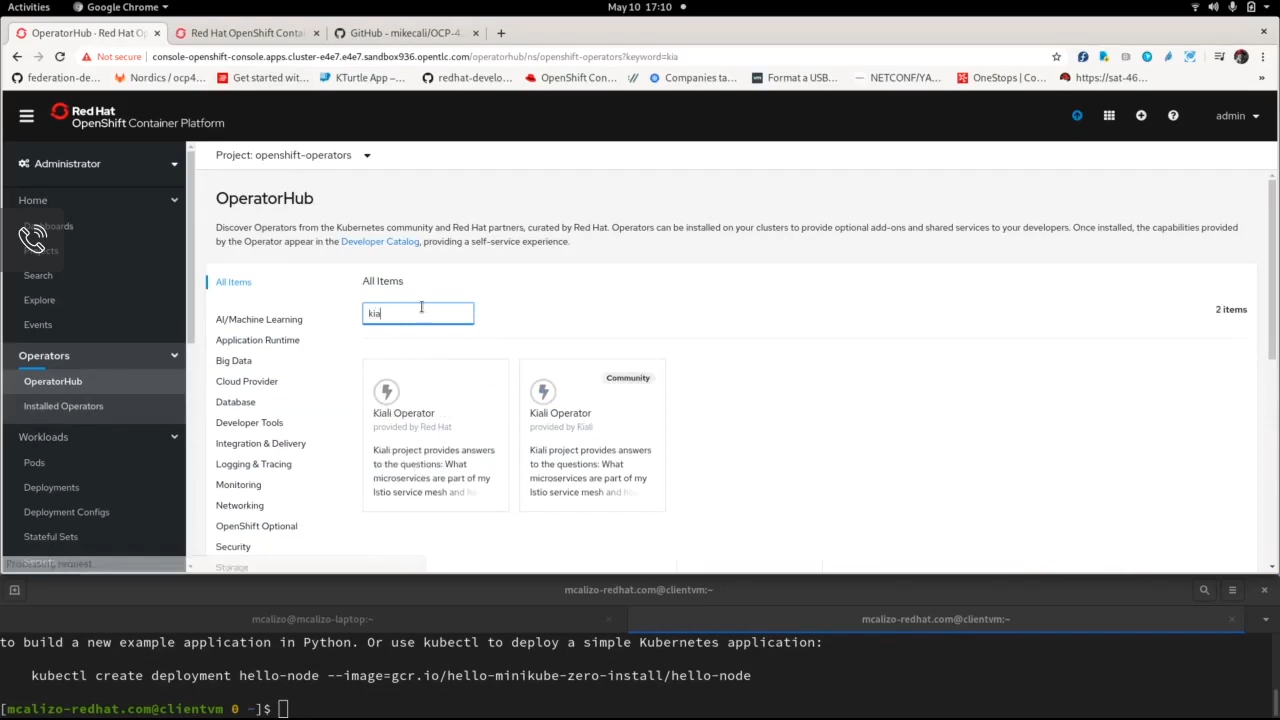 Activities
Google Chrome
May 10 17:10
OperatorHub · Red Hat Op
Red Hat OpenShift Contai
GitHub - mikecali/OCP-4.
Not secure
console-openshift-console.apps.cluster-e4e7.e4e7.sandbox936.opentlc.com/operatorhub/ns/openshift-operators?keyword=kia
federation-de...
Nordics / ocp4...
Get started wit...
KTurtle App –...
redhat-develo...
OpenShift Con...
Companies ta...
Format a USB...
NETCONF/YA...
OneStops | Co...
https://sat-46...
»
Red Hat
OpenShift Container Platform
admin
Administrator
Project: openshift-operators
Home
Dashboards
Projects
Search
Explore
Events
Operators
OperatorHub
Installed Operators
Workloads
Pods
Deployments
Deployment Configs
Stateful Sets
Processing request...
OperatorHub
Discover Operators from the Kubernetes community and Red Hat partners, curated by Red Hat. Operators can be installed on your clusters to provide optional add-ons and shared services to your developers. Once installed, the capabilities provided
by the Operator appear in the Developer Catalog, providing a self-service experience.
All Items
AI/Machine Learning
Application Runtime
Big Data
Cloud Provider
Database
Developer Tools
Integration & Delivery
Logging & Tracing
Monitoring
Networking
OpenShift Optional
Security
Storage
All Items
kia
2 items
Kiali Operator
provided by Red Hat
Kiali project provides answers
to the questions: What
microservices are part of my
Istio service mesh and ho
Community
Kiali Operator
provided by Kiali
Kiali project provides answers
to the questions: What
microservices are part of my
Istio service mesh and how
mcalizo-redhat.com@clientvm:~
mcalizo@mcalizo-laptop:~
mcalizo-redhat.com@clientvm:~
to build a new example application in Python. Or use kubectl to deploy a simple Kubernetes application:
kubectl create deployment hello-node --image=gcr.io/hello-minikube-zero-install/hello-node
[mcalizo-redhat.com@clientvm 0 ~]$